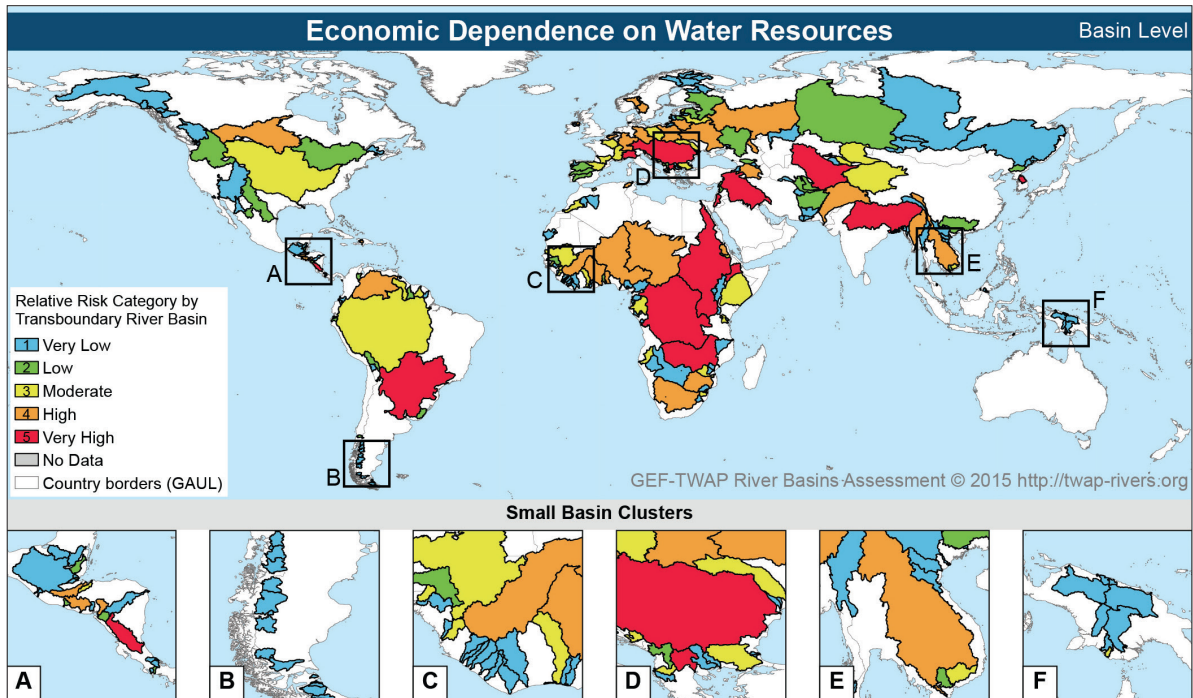 Economic Dependence on Water Resources
Basin Level
A
B
C
D
E
F
Relative Risk Category by
Transboundary River Basin
1 Very Low
2 Low
3 Moderate
4 High
5 Very High
No Data
Country borders (GAUL)
GEF-TWAP River Basins Assessment © 2015 http://twap-rivers.org
Small Basin Clusters
A
B
C
D
E
F